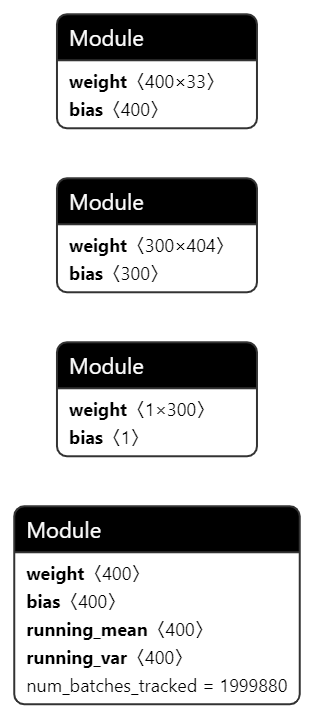 Module
weight〈400×33〉
bias〈400〉
Module
weight〈300×404〉
bias〈300〉
Module
weight〈1×300〉
bias〈1〉
Module
weight〈400〉
bias〈400〉
running_mean〈400〉
running_var〈400〉
num_batches_tracked = 1999880